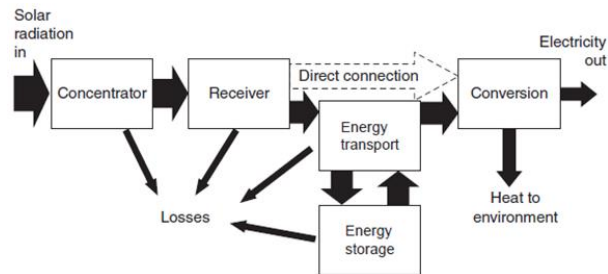 Solar
radiation
in
Concentrator
Receiver
Direct connection
Energy
transport
Conversion
Electricity
out
Losses
Energy
storage
Heat to
environment